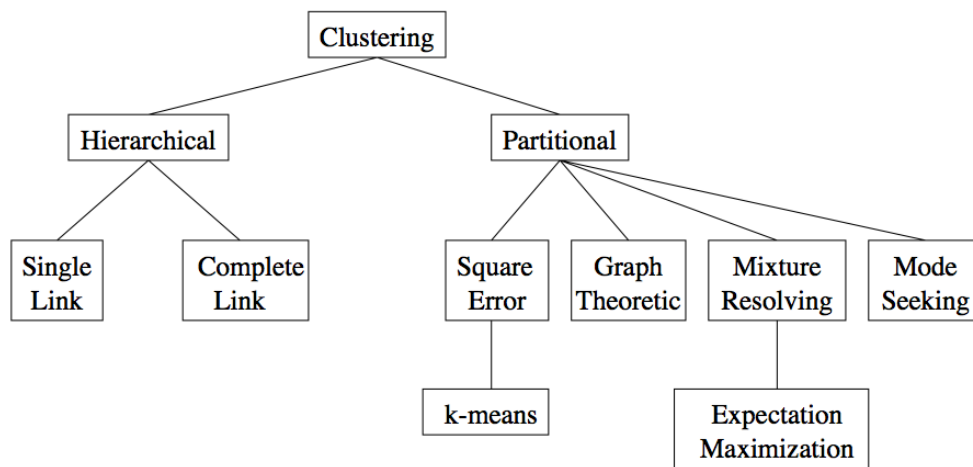 Clustering
Hierarchical
Partitional
Single
Link
Complete
Link
Square
Error
Graph
Theoretic
Mixture
Resolving
Mode
Seeking
k-means
Expectation
Maximization